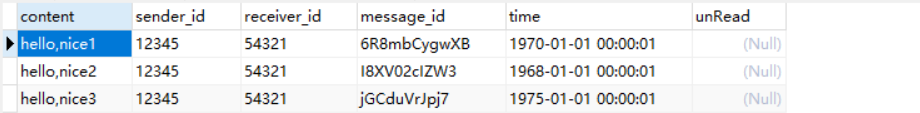 content sender_id receiver_id message_id time unRead
hello,nice1 12345 54321 6R8mbCygwXB 1970-01-01 00:00:01 (Null)
hello,nice2 12345 54321 I8XV02cIZW3 1968-01-01 00:00:01 (Null)
hello,nice3 12345 54321 jGCduVrJpj7 1975-01-01 00:00:01 (Null)